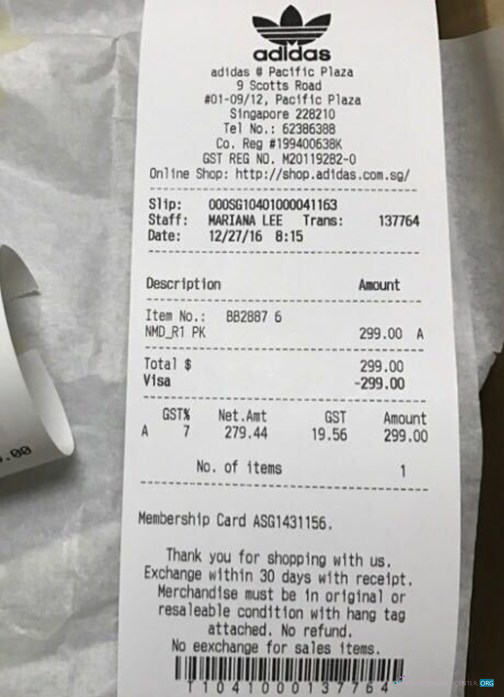 adidas
adidas @ Pacific Plaza
9 Scotts Road
#01-09/12, Pacific Plaza
Singapore 228210
Tel No.: 62386388
Co. Reg #199400638K
GST REG NO. M20119282-0
Online Shop: http://shop.adidas.com.sg/
Slip: 000SG10401000041163
Staff: MARIANA LEE Trans: 137764
Date: 12/27/16 8:15
Description Amount
Item No.: BB2887 6
NMD_R1 PK 299.00 A
Total $ 299.00
Visa -299.00
GST% Net.Amt GST Amount
A 7 279.44 19.56 299.00
No. of items 1
Membership Card ASG1431156.
Thank you for shopping with us.
Exchange within 30 days with receipt.
Merchandise must be in original or
resaleable condition with hang tag
attached. No refund.
No eexchange for sales items.
T10410001377644
.00
.ORG